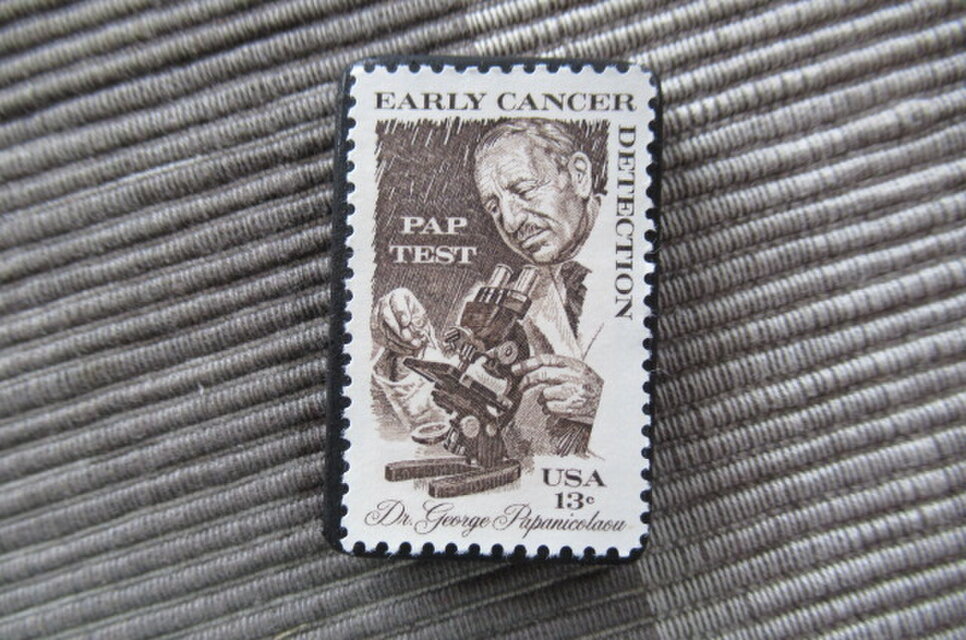 EARLY CANCER
DETECTION
PAP
TEST
USA
13c
Dr. George Papanicolaou